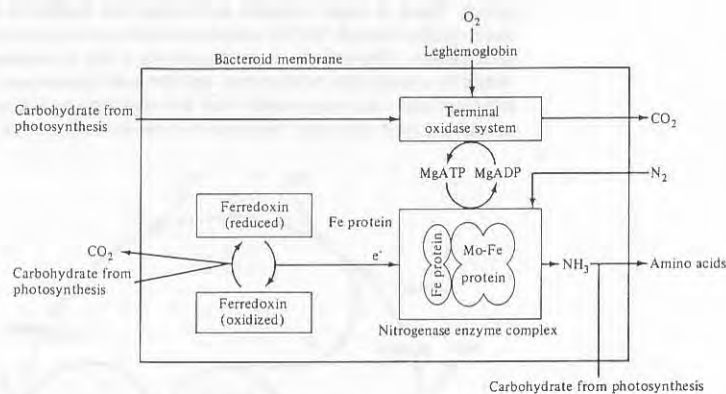 O₂
Leghemoglobin
Bacteroid membrane
Carbohydrate from
photosynthesis
Terminal
oxidase system
CO₂
MgATP MgADP
N₂
Ferredoxin
(reduced)
Fe protein
CO₂
Carbohydrate from
photosynthesis
e⁻
Fe protein
Mo-Fe
protein
NH₃
Amino acids
Ferredoxin
(oxidized)
Nitrogenase enzyme complex
Carbohydrate from photosynthesis